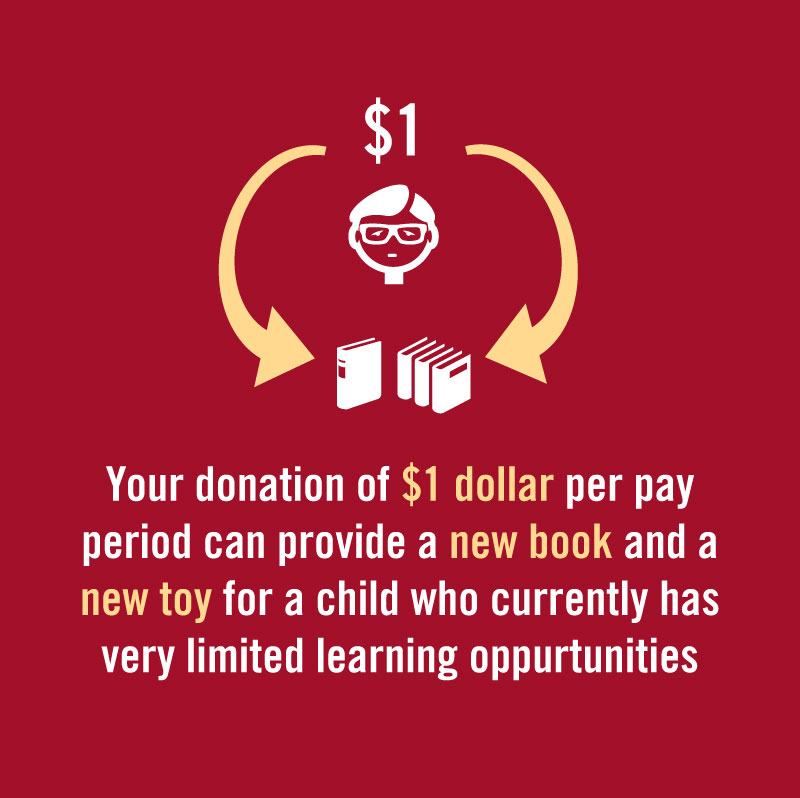 $1
Your donation of $1 dollar per pay
period can provide a new book and a
new toy for a child who currently has
very limited learning oppurtunities